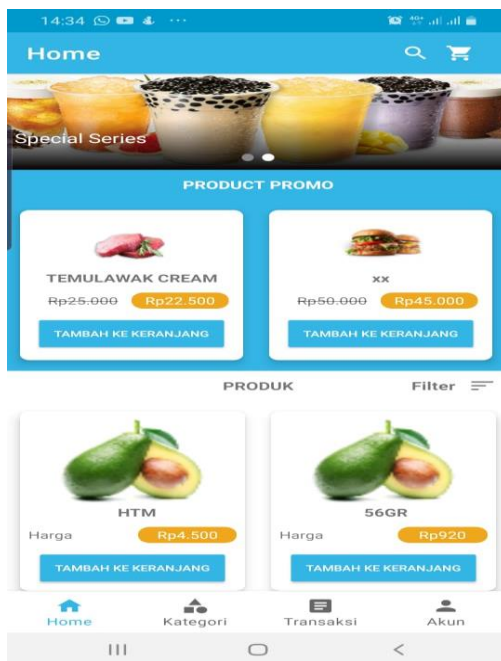 14:34
Home
Special Series
PRODUCT PROMO
TEMULAWAK CREAM
Rp25.000 Rp22.500
TAMBAH KE KERANJANG
xx
Rp50.000 Rp45.000
TAMBAH KE KERANJANG
PRODUK
Filter
HTM
Harga Rp4.500
TAMBAH KE KERANJANG
56GR
Harga Rp920
TAMBAH KE KERANJANG
Home Kategori Transaksi Akun